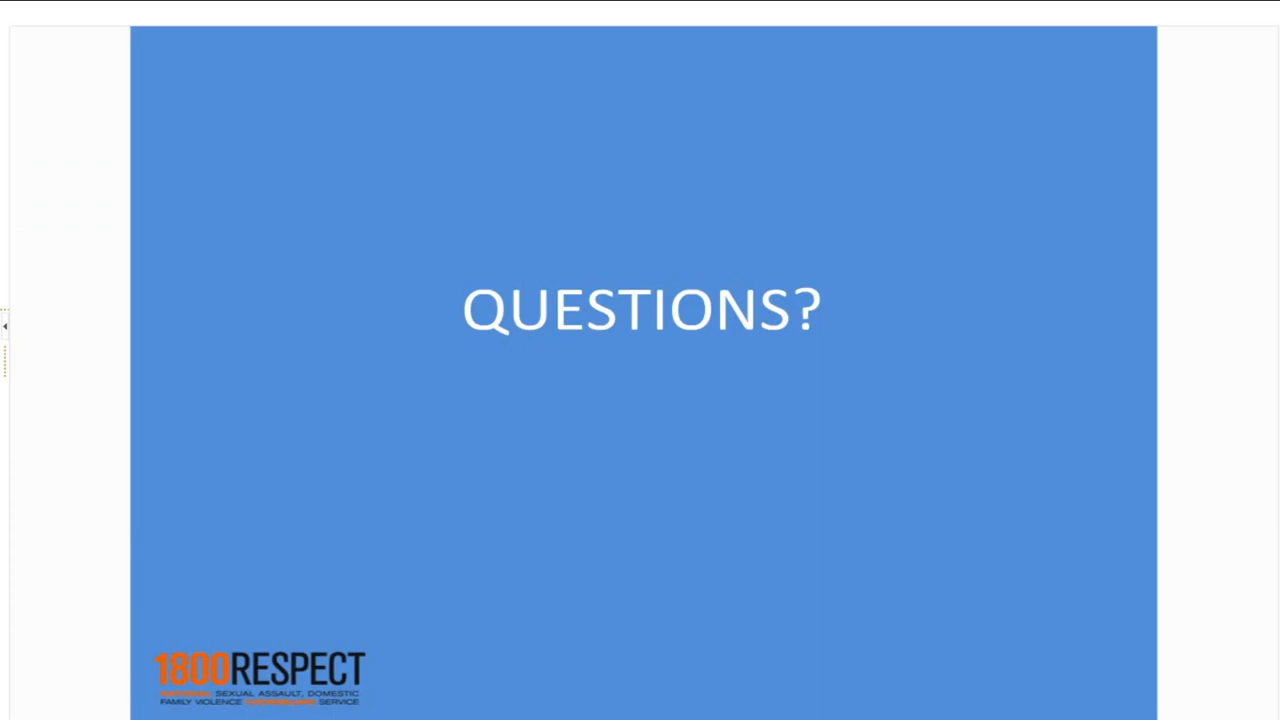 QUESTIONS?
1800RESPECT
SEXUAL ASSAULT, DOMESTIC
FAMILY VIOLENCE SERVICE